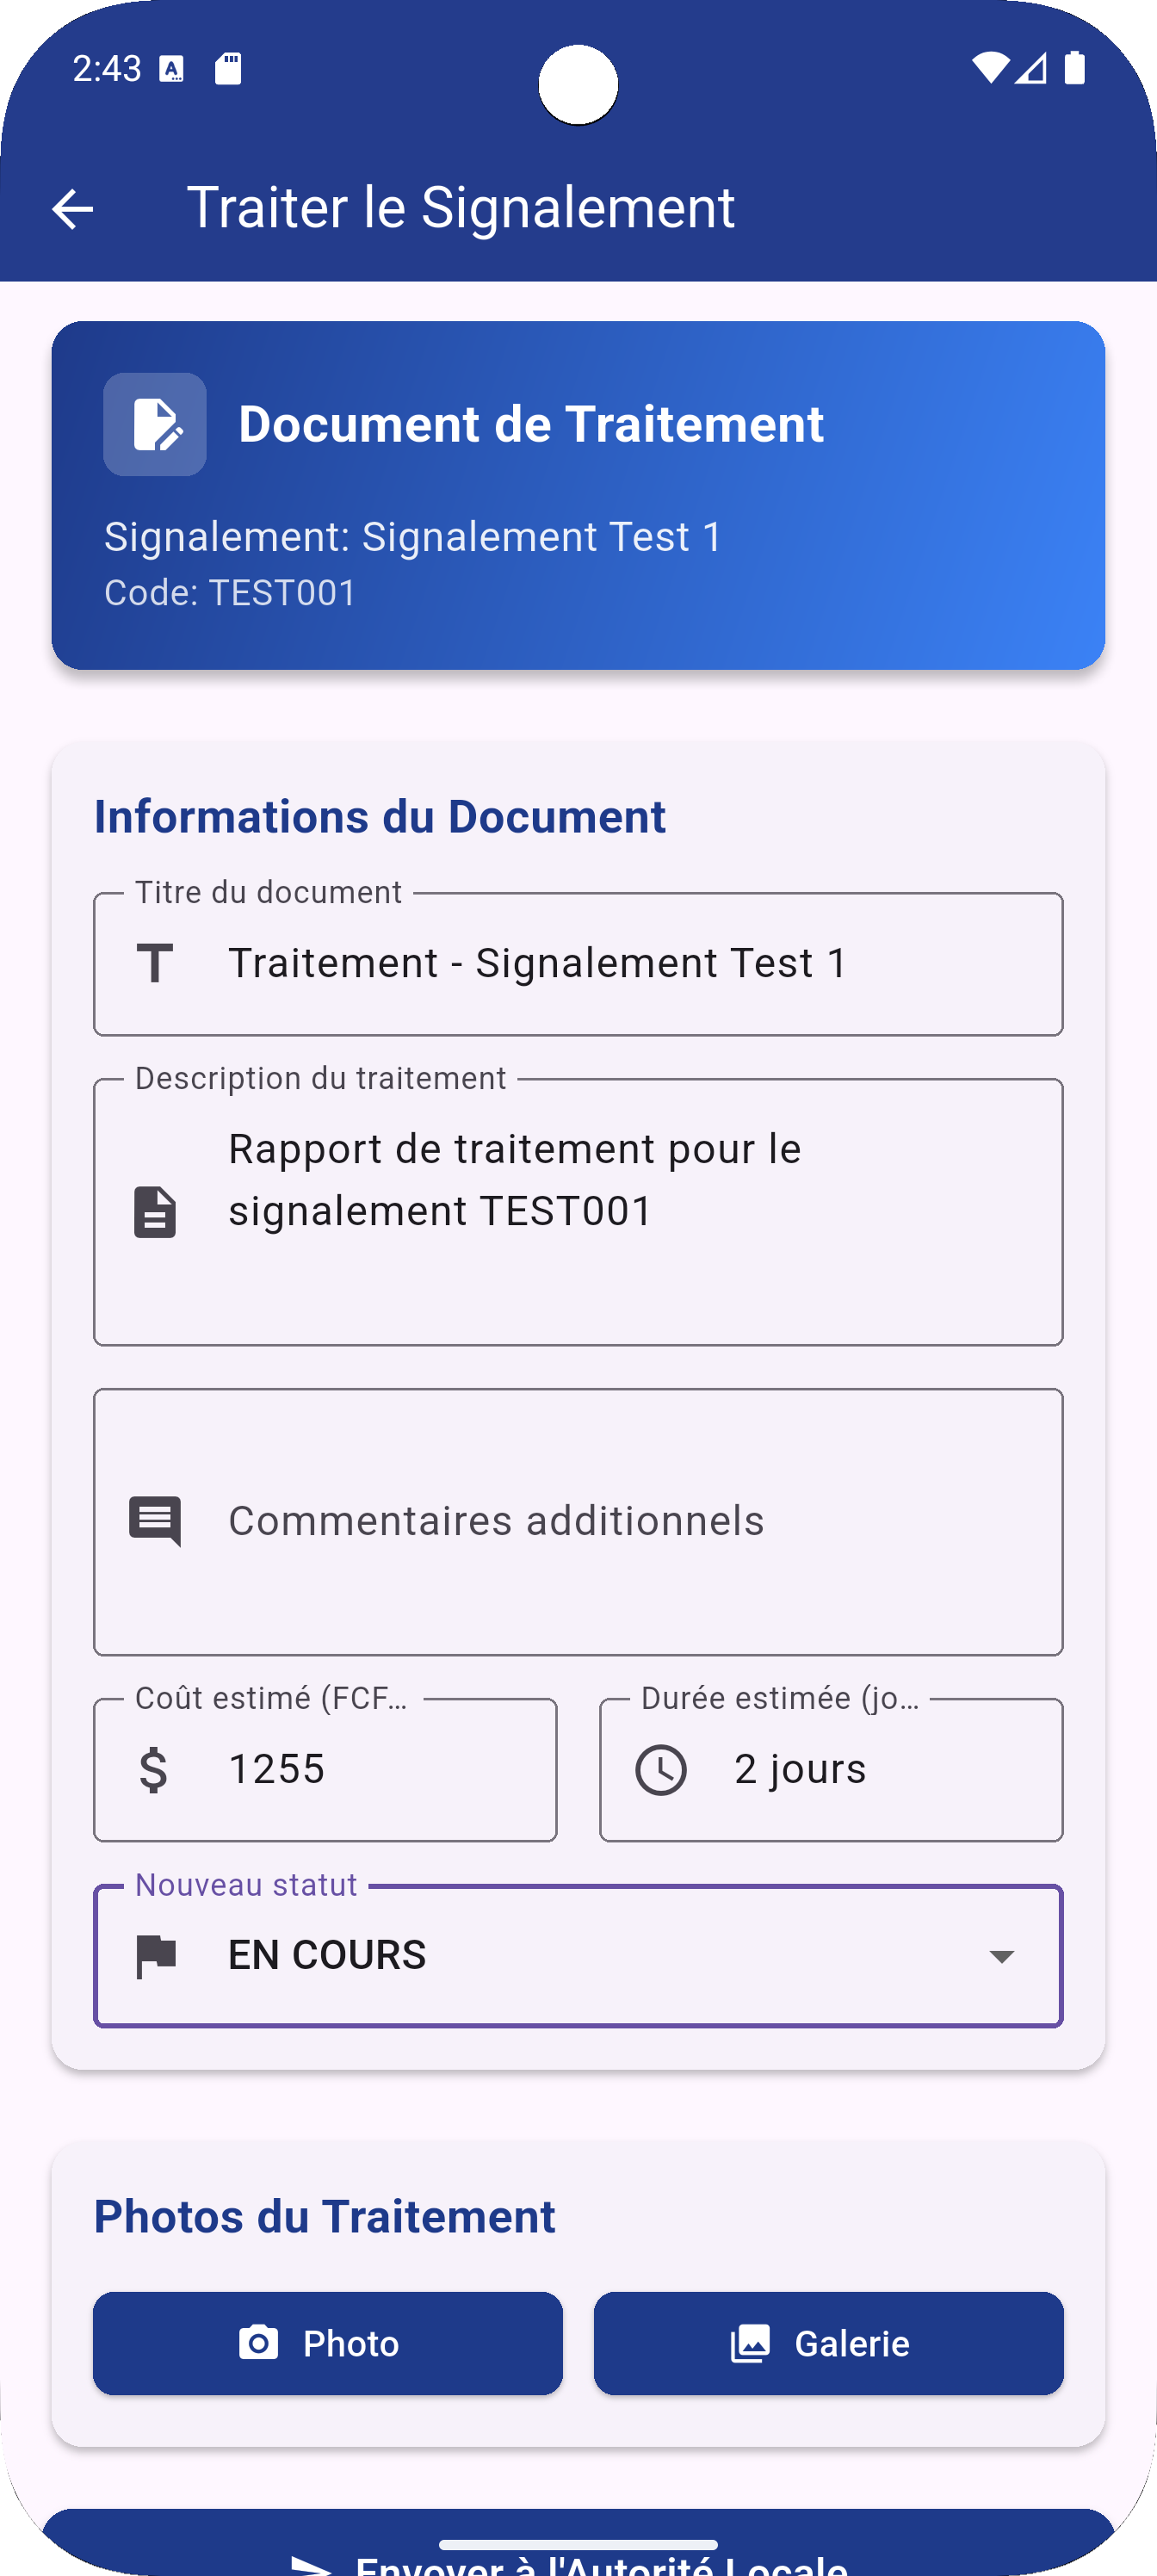 2:43
Traiter le Signalement
Document de Traitement
Signalement: Signalement Test 1
Code: TEST001
Informations du Document
Titre du document
Traitement - Signalement Test 1
Description du traitement
Rapport de traitement pour le
signalement TEST001
Commentaires additionnels
Coût estimé (FCF... Durée estimée (jo...
1255 2 jours
Nouveau statut
EN COURS
Photos du Traitement
Photo Galerie
Envoyer à l'Autorité Locale